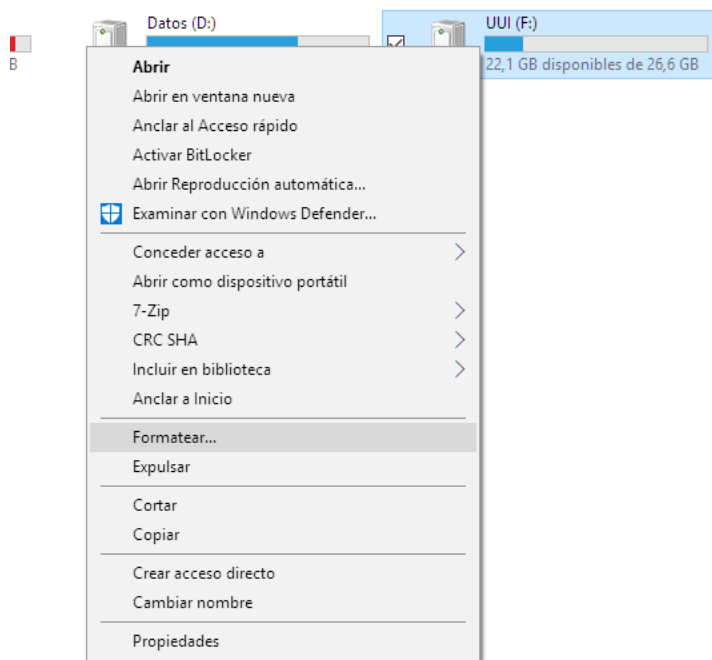 Datos (D:)
UUI (F:)
B
22,1 GB disponibles de 26,6 GB
Abrir
Abrir en ventana nueva
Anclar al Acceso rápido
Activar BitLocker
Abrir Reproducción automática...
Examinar con Windows Defender...
Conceder acceso a
Abrir como dispositivo portátil
7-Zip
CRC SHA
Incluir en biblioteca
Anclar a Inicio
Formatear...
Expulsar
Cortar
Copiar
Crear acceso directo
Cambiar nombre
Propiedades